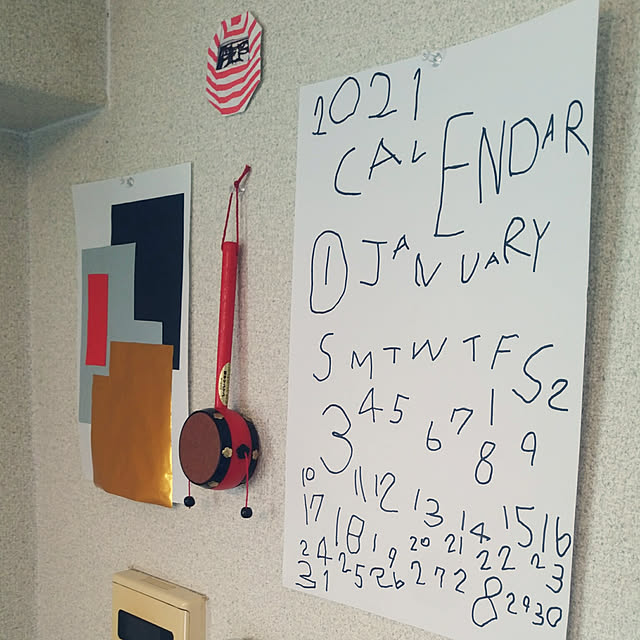 2021
CALENDAR
① JANUARY
S M T W T F S
1 2
3 4 5 6 7 8 9
10 11 12 13 14 15 16
17 18 19 20 21 22 23
24 25 26 27 28 29 30
31